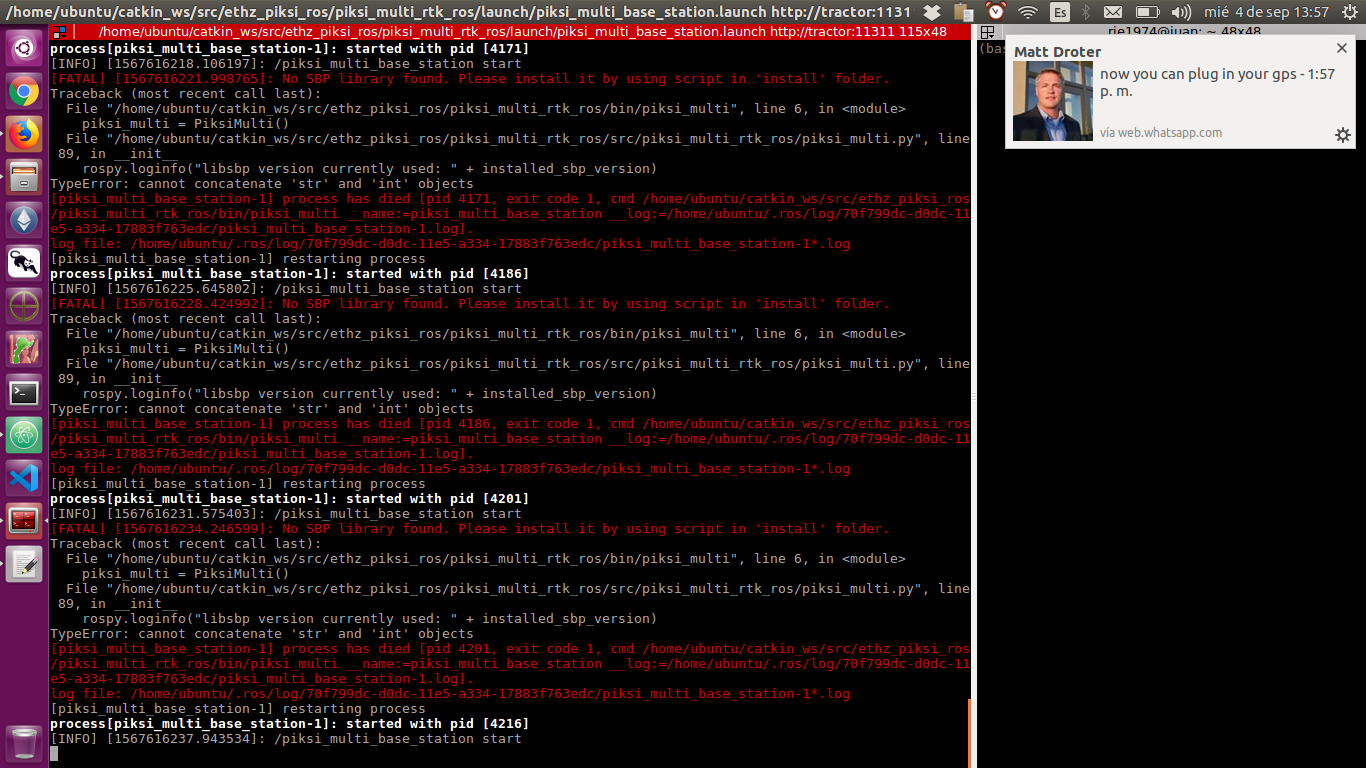 /home/ubuntu/catkin_ws/src/ethz_piksi_ros/piksi_multi_rtk_ros/launch/piksi_multi_base_station.launch http://tractor:1131
Es
mié 4 de sep 13:57
/home/ubuntu/catkin_ws/src/ethz_piksi_ros/piksi_multi_rtk_ros/launch/piksi_multi_base_station.launch http://tractor:11311 115x48
rje1974@juan: ~ 48x48
(bas
Matt Droter
now you can plug in your gps - 1:57
p. m.
vía web.whatsapp.com
process[piksi_multi_base_station-1]: started with pid [4171]
[INFO] [1567616218.106197]: /piksi_multi_base_station start
[FATAL] [1567616221.998765]: No SBP library found. Please install it by using script in 'install' folder.
Traceback (most recent call last):
File "/home/ubuntu/catkin_ws/src/ethz_piksi_ros/piksi_multi_rtk_ros/bin/piksi_multi", line 6, in <module>
piksi_multi = PiksiMulti()
File "/home/ubuntu/catkin_ws/src/ethz_piksi_ros/piksi_multi_rtk_ros/src/piksi_multi_rtk_ros/piksi_multi.py", line
89, in __init__
rospy.loginfo("libsbp version currently used: " + installed_sbp_version)
TypeError: cannot concatenate 'str' and 'int' objects
[piksi_multi_base_station-1] process has died [pid 4171, exit code 1, cmd /home/ubuntu/catkin_ws/src/ethz_piksi_ros
/piksi_multi_rtk_ros/bin/piksi_multi __name:=piksi_multi_base_station __log:=/home/ubuntu/.ros/log/70f799dc-d0dc-11
e5-a334-17883f763edc/piksi_multi_base_station-1.log].
log file: /home/ubuntu/.ros/log/70f799dc-d0dc-11e5-a334-17883f763edc/piksi_multi_base_station-1*.log
[piksi_multi_base_station-1] restarting process
process[piksi_multi_base_station-1]: started with pid [4186]
[INFO] [1567616225.645802]: /piksi_multi_base_station start
[FATAL] [1567616228.424992]: No SBP library found. Please install it by using script in 'install' folder.
Traceback (most recent call last):
File "/home/ubuntu/catkin_ws/src/ethz_piksi_ros/piksi_multi_rtk_ros/bin/piksi_multi", line 6, in <module>
piksi_multi = PiksiMulti()
File "/home/ubuntu/catkin_ws/src/ethz_piksi_ros/piksi_multi_rtk_ros/src/piksi_multi_rtk_ros/piksi_multi.py", line
89, in __init__
rospy.loginfo("libsbp version currently used: " + installed_sbp_version)
TypeError: cannot concatenate 'str' and 'int' objects
[piksi_multi_base_station-1] process has died [pid 4186, exit code 1, cmd /home/ubuntu/catkin_ws/src/ethz_piksi_ros
/piksi_multi_rtk_ros/bin/piksi_multi __name:=piksi_multi_base_station __log:=/home/ubuntu/.ros/log/70f799dc-d0dc-11
e5-a334-17883f763edc/piksi_multi_base_station-1.log].
log file: /home/ubuntu/.ros/log/70f799dc-d0dc-11e5-a334-17883f763edc/piksi_multi_base_station-1*.log
[piksi_multi_base_station-1] restarting process
process[piksi_multi_base_station-1]: started with pid [4201]
[INFO] [1567616231.575403]: /piksi_multi_base_station start
[FATAL] [1567616234.246599]: No SBP library found. Please install it by using script in 'install' folder.
Traceback (most recent call last):
File "/home/ubuntu/catkin_ws/src/ethz_piksi_ros/piksi_multi_rtk_ros/bin/piksi_multi", line 6, in <module>
piksi_multi = PiksiMulti()
File "/home/ubuntu/catkin_ws/src/ethz_piksi_ros/piksi_multi_rtk_ros/src/piksi_multi_rtk_ros/piksi_multi.py", line
89, in __init__
rospy.loginfo("libsbp version currently used: " + installed_sbp_version)
TypeError: cannot concatenate 'str' and 'int' objects
[piksi_multi_base_station-1] process has died [pid 4201, exit code 1, cmd /home/ubuntu/catkin_ws/src/ethz_piksi_ros
/piksi_multi_rtk_ros/bin/piksi_multi __name:=piksi_multi_base_station __log:=/home/ubuntu/.ros/log/70f799dc-d0dc-11
e5-a334-17883f763edc/piksi_multi_base_station-1.log].
log file: /home/ubuntu/.ros/log/70f799dc-d0dc-11e5-a334-17883f763edc/piksi_multi_base_station-1*.log
[piksi_multi_base_station-1] restarting process
process[piksi_multi_base_station-1]: started with pid [4216]
[INFO] [1567616237.943534]: /piksi_multi_base_station start